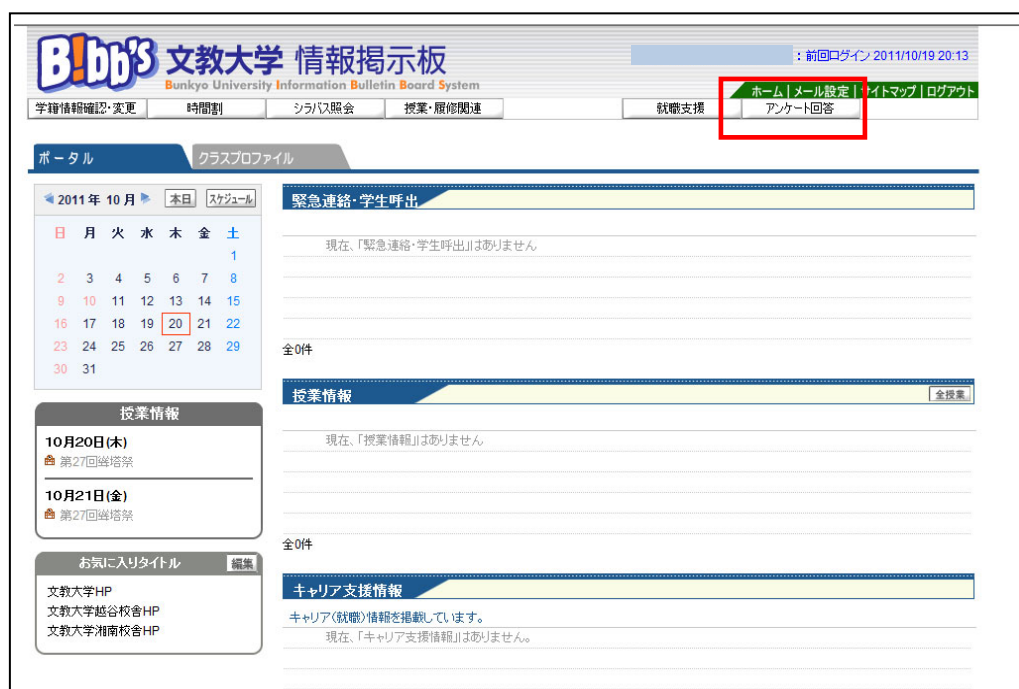 B!bb's 文教大学 情報掲示板
Bunkyo University Information Bulletin Board System
：前回ログイン 2011/10/19 20:13
ホーム | メール設定 | サイトマップ | ログアウト
学籍情報確認・変更 時間割 シラバス照会 授業・履修関連 就職支援 アンケート回答
ポータル クラスプロファイル
2011年 10月 本日 スケジュール
日 月 火 水 木 金 土
1
2 3 4 5 6 7 8
9 10 11 12 13 14 15
16 17 18 19 20 21 22
23 24 25 26 27 28 29
30 31
授業情報
10月20日(木)
第27回 塔祭
10月21日(金)
第27回 塔祭
お気に入りタイトル 編集
文教大学HP
文教大学越谷校舎HP
文教大学湘南校舎HP
緊急連絡・学生呼出
現在、「緊急連絡・学生呼出」はありません
全0件
授業情報 全授業
現在、「授業情報」はありません
全0件
キャリア支援情報
キャリア(就職)情報を掲載しています。
現在、「キャリア支援情報」はありません。